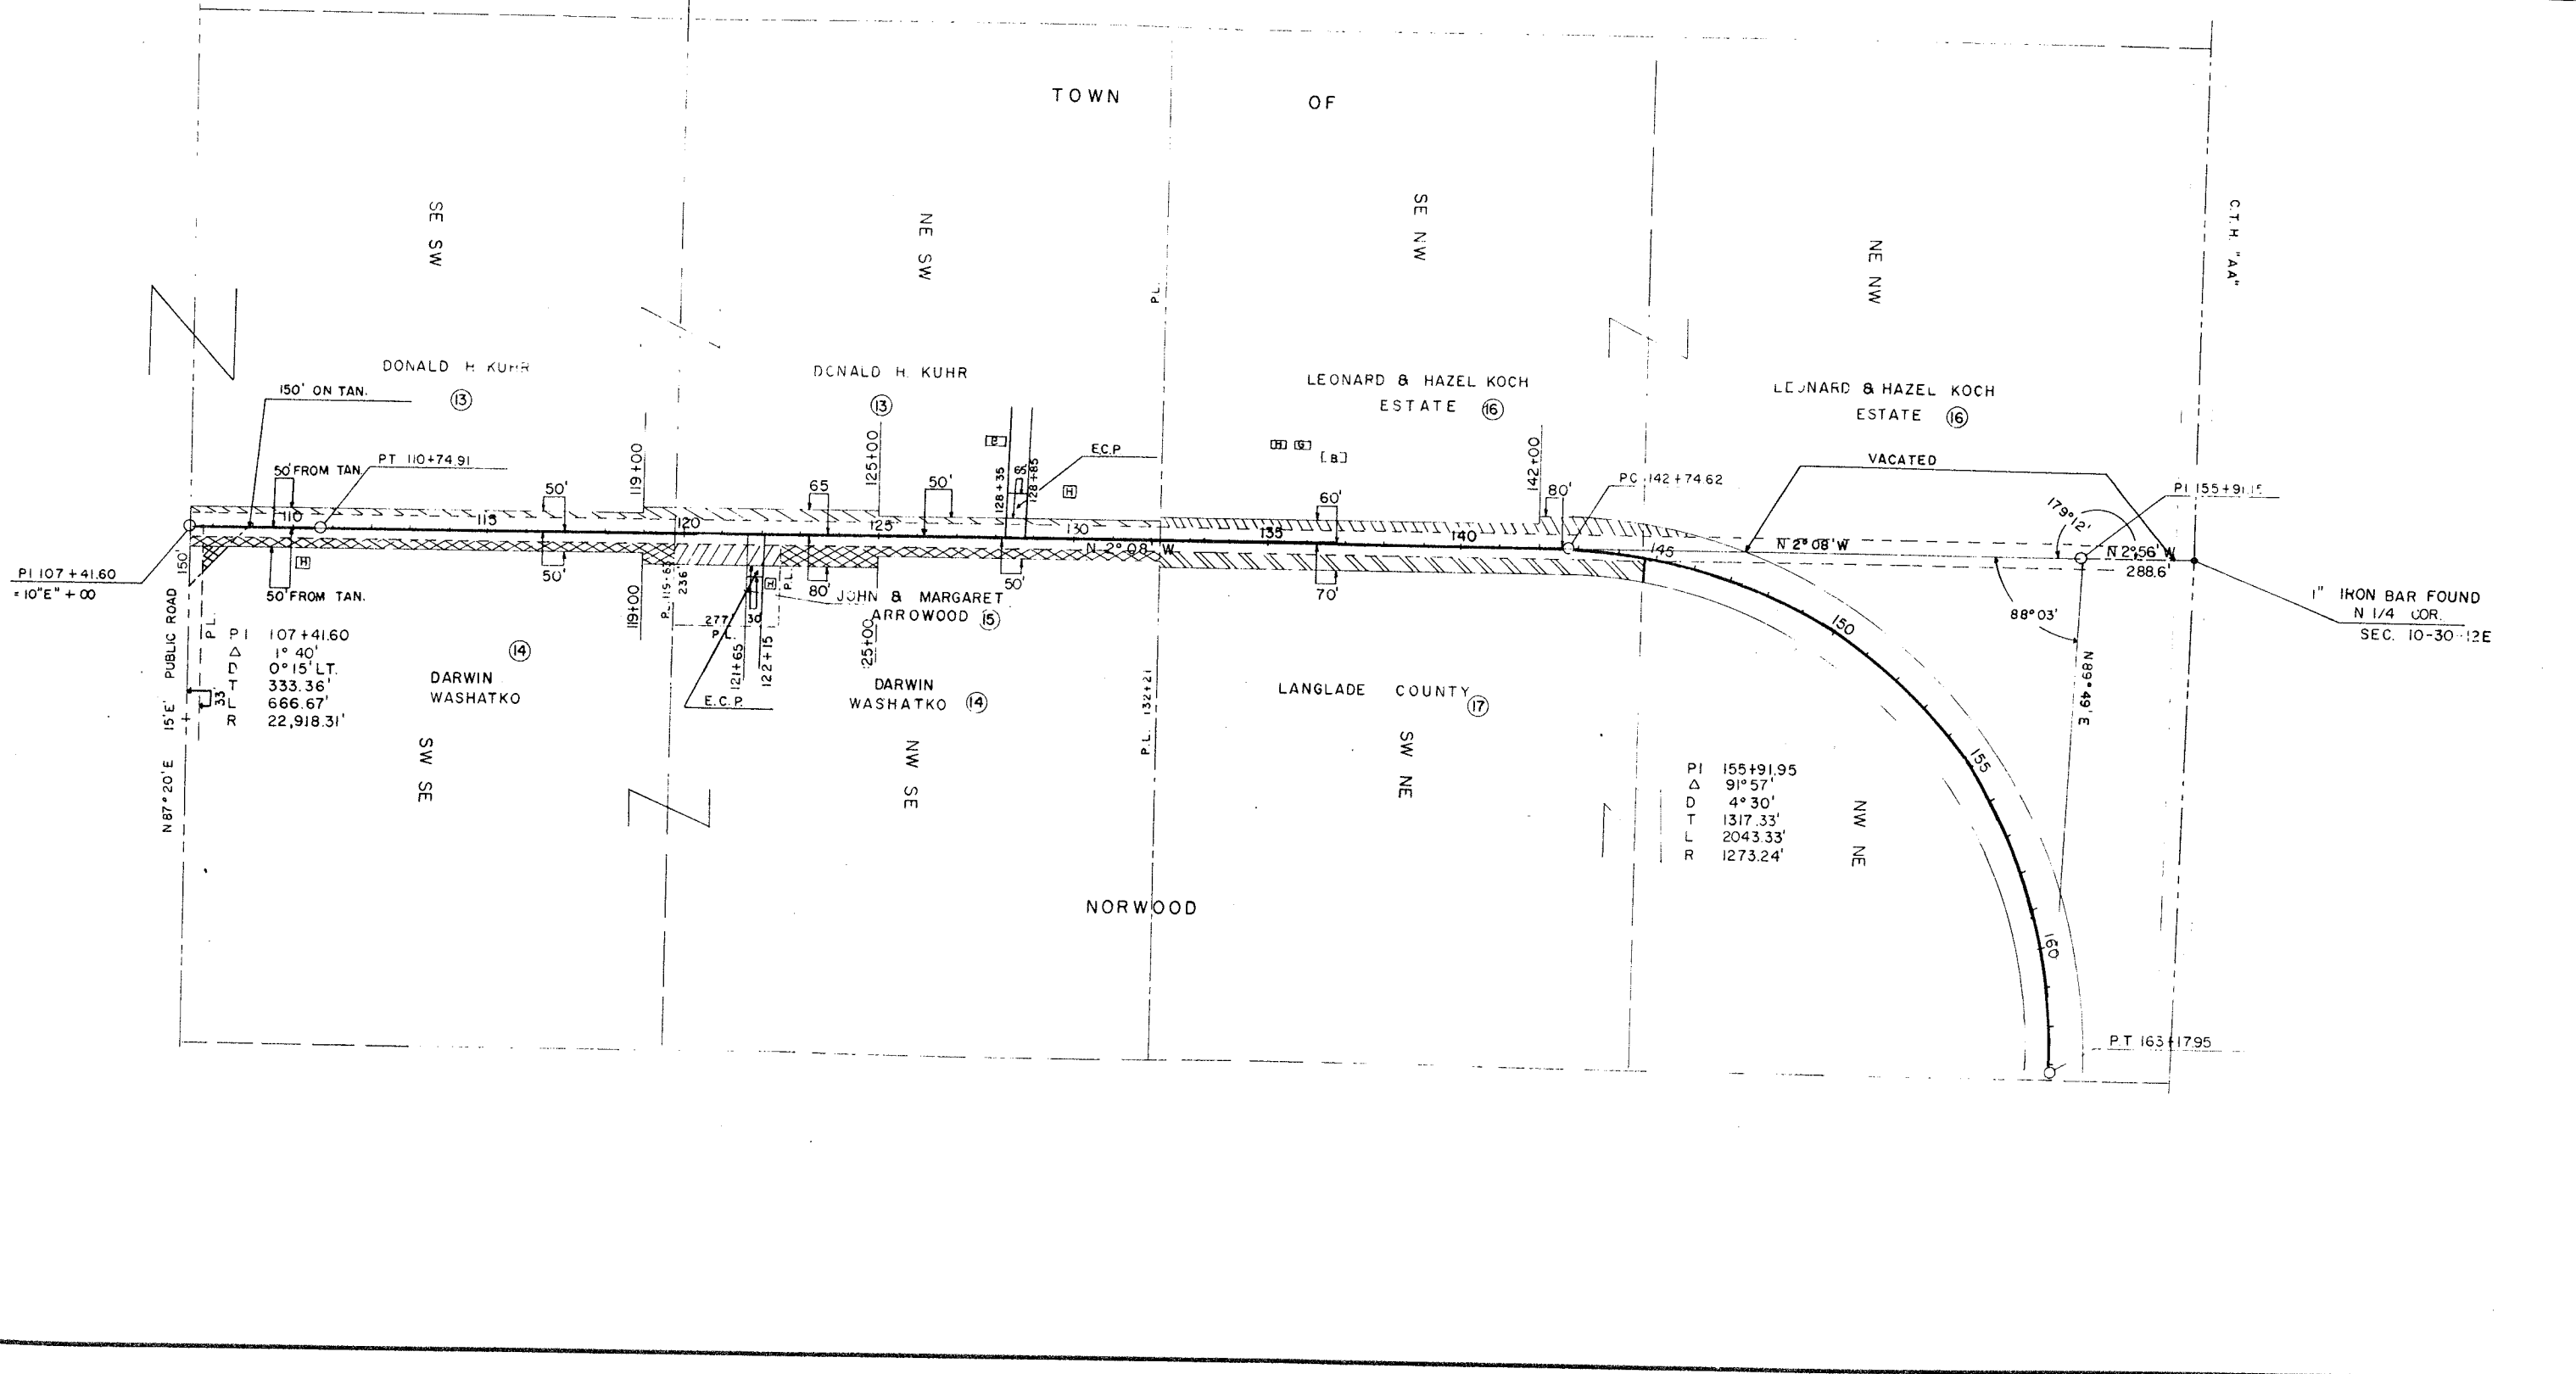 TOWN OF
SE SW
NE SW
SE NW
NE NW
C.T.H. "AA"
P.L.
DONALD H. KUHR
13
DONALD H. KUHR
13
LEONARD & HAZEL KOCH
ESTATE 16
LEONARD & HAZEL KOCH
ESTATE 16
150' ON TAN.
50' FROM TAN.
PT 110+74.91
119+00
50'
65
125+00
50'
B
128+35
65
128+85
E.C.P.
H
H G
B
60'
142+00
80'
PC 142+74.62
VACATED
PI 155+91.
179°12'
110
115
120
125
130
135
140
145
150
155
160
N 2°08' W
N 2°08' W
N 2°56' W
288.6'
88°03'
N89°49'E
1" IRON BAR FOUND
N 1/4 COR.
SEC. 10-30-12E
PI 107+41.60
= 10"E" + 00
150'
H
50' FROM TAN.
50'
119+00
P.L. 119+
236'
277'
P.L.
30
H
P.L.
80'
121+65
122+15
E.C.P.
JOHN & MARGARET
ARROWOOD 15
125+00
50'
70'
PUBLIC ROAD
P.L.
33'
N87°20'15"E
PI 107+41.60
Δ 1°40'
D 0°15' LT.
T 333.36'
L 666.67'
R 22,918.31'
14
DARWIN
WASHATKO
DARWIN
WASHATKO 14
P.L. 132+21
LANGLADE COUNTY
17
SW SE
NW SE
SW NE
NW NE
PI 155+91.95
Δ 91°57'
D 4°30'
T 1317.33'
L 2043.33'
R 1273.24'
NORWOOD
P.T 163+17.95